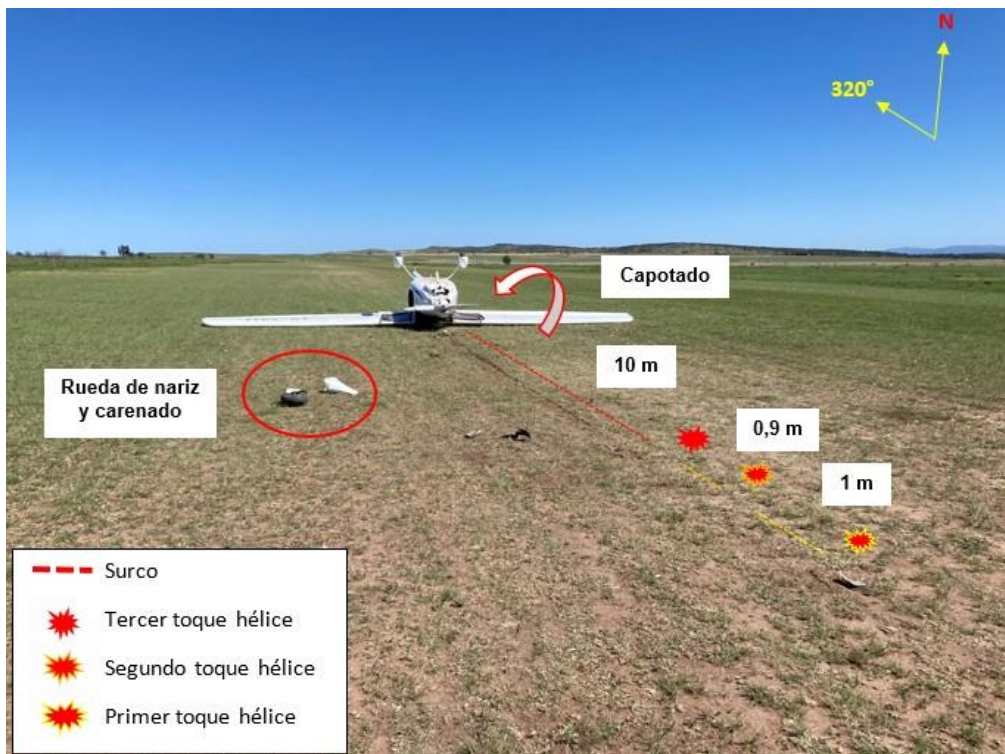 N
320°
Capotado
10 m
Rueda de nariz
y carenado
0,9 m
1 m
Surco
Tercer toque hélice
Segundo toque hélice
Primer toque hélice